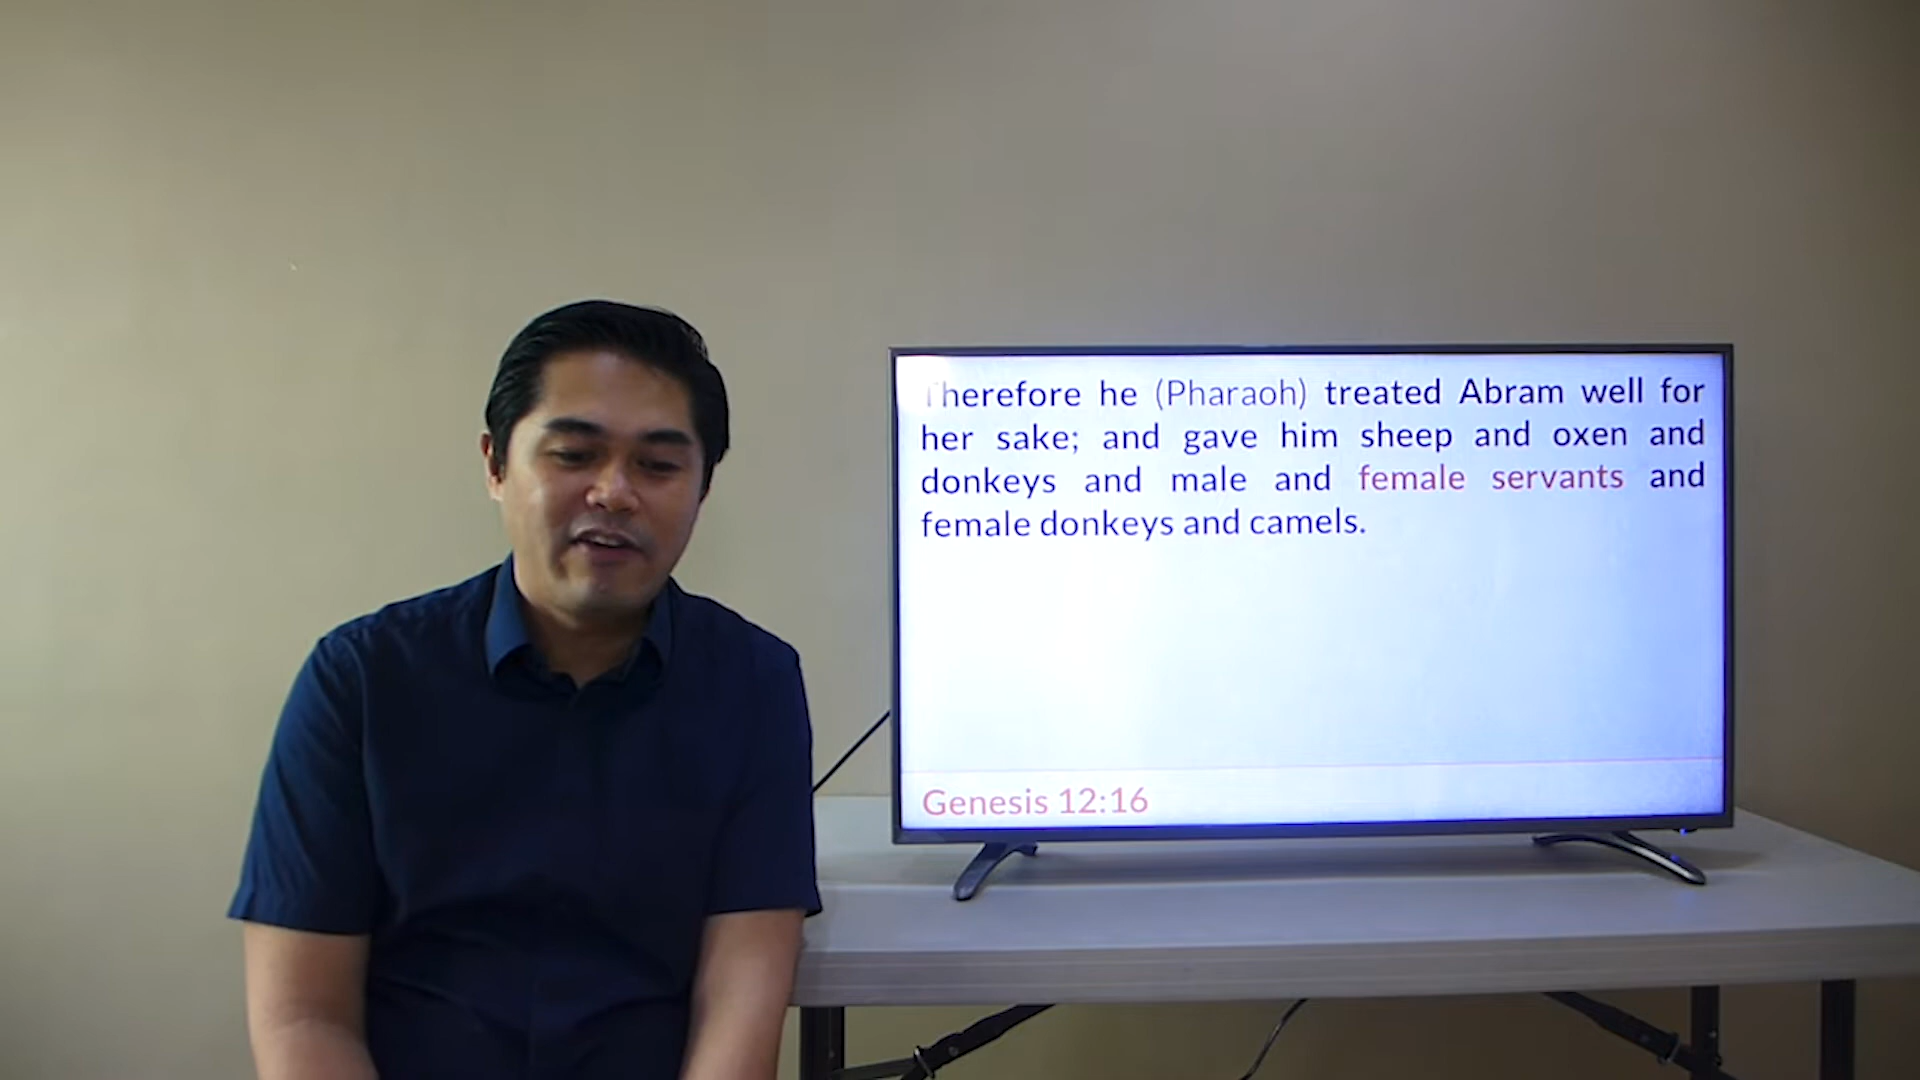 Therefore he (Pharaoh) treated Abram well for
her sake; and gave him sheep and oxen and
donkeys and male and female servants and
female donkeys and camels.
Genesis 12:16